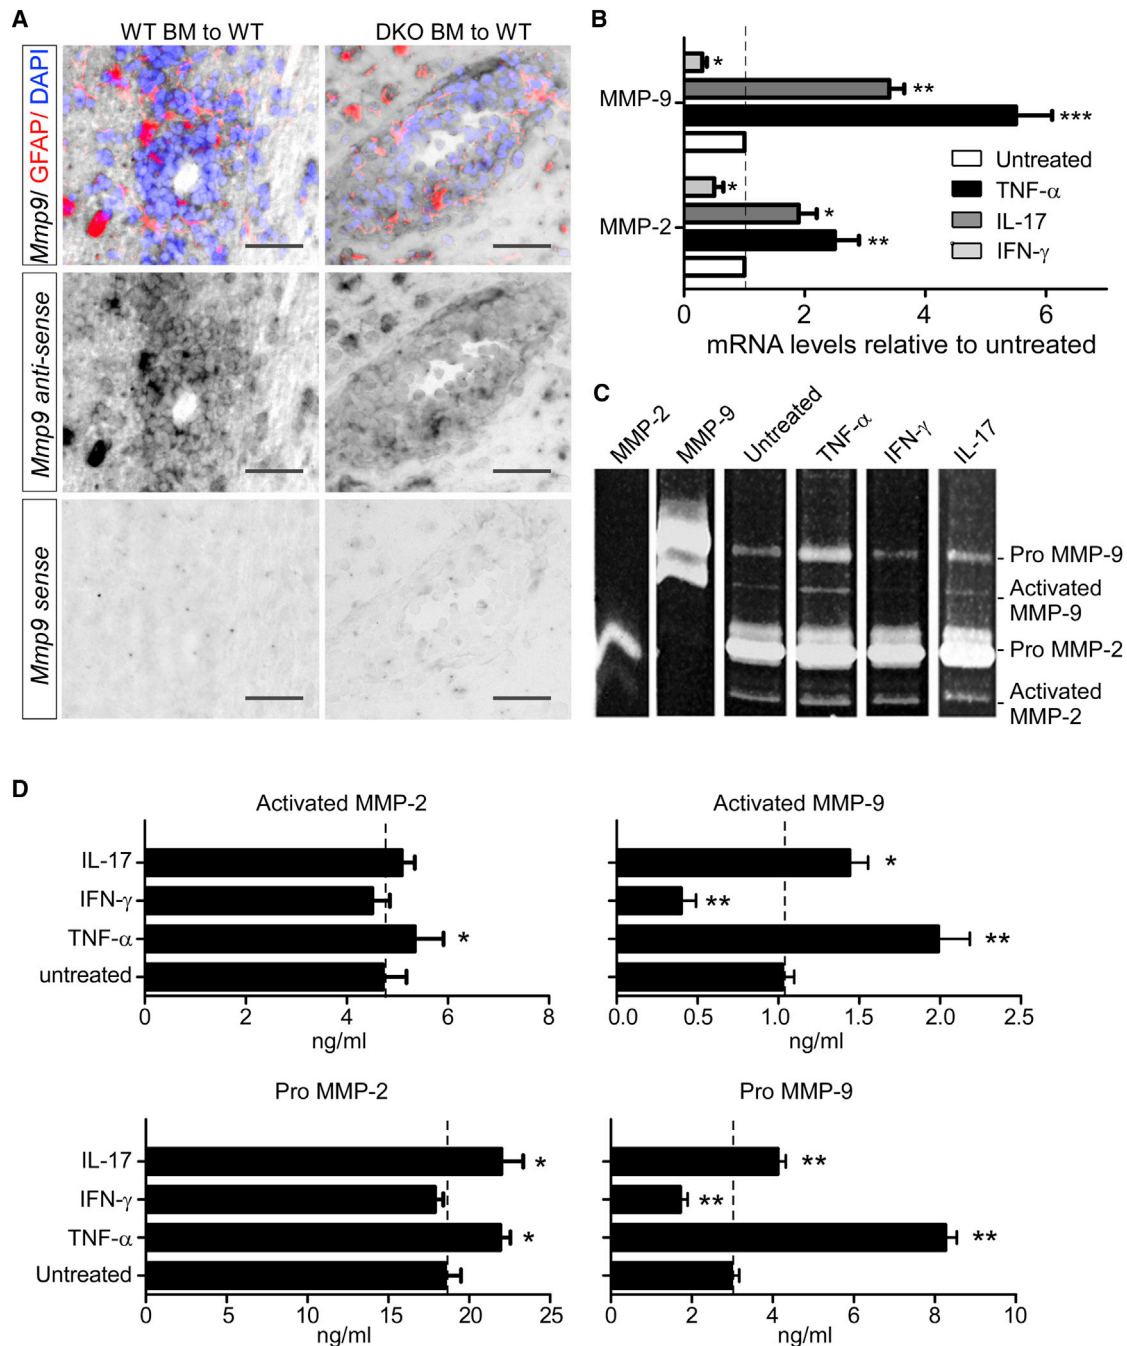 A
WT BM to WT
DKO BM to WT
Mmp9/ GFAP/ DAPI
Mmp9 anti-sense
Mmp9 sense
B
MMP-9
MMP-2
*
**
***
*
*
**
Untreated
TNF-α
IL-17
IFN-γ
0 2 4 6
mRNA levels relative to untreated
C
MMP-2
MMP-9
Untreated
TNF-α
IFN-γ
IL-17
Pro MMP-9
Activated
MMP-9
Pro MMP-2
Activated
MMP-2
D
Activated MMP-2
IL-17
IFN-γ
TNF-α *
untreated
0 2 4 6 8
ng/ml
Activated MMP-9
*
**
**
0.0 0.5 1.0 1.5 2.0 2.5
ng/ml
Pro MMP-2
IL-17 *
IFN-γ
TNF-α *
Untreated
0 5 10 15 20 25
ng/ml
Pro MMP-9
**
**
**
0 2 4 6 8 10
ng/ml